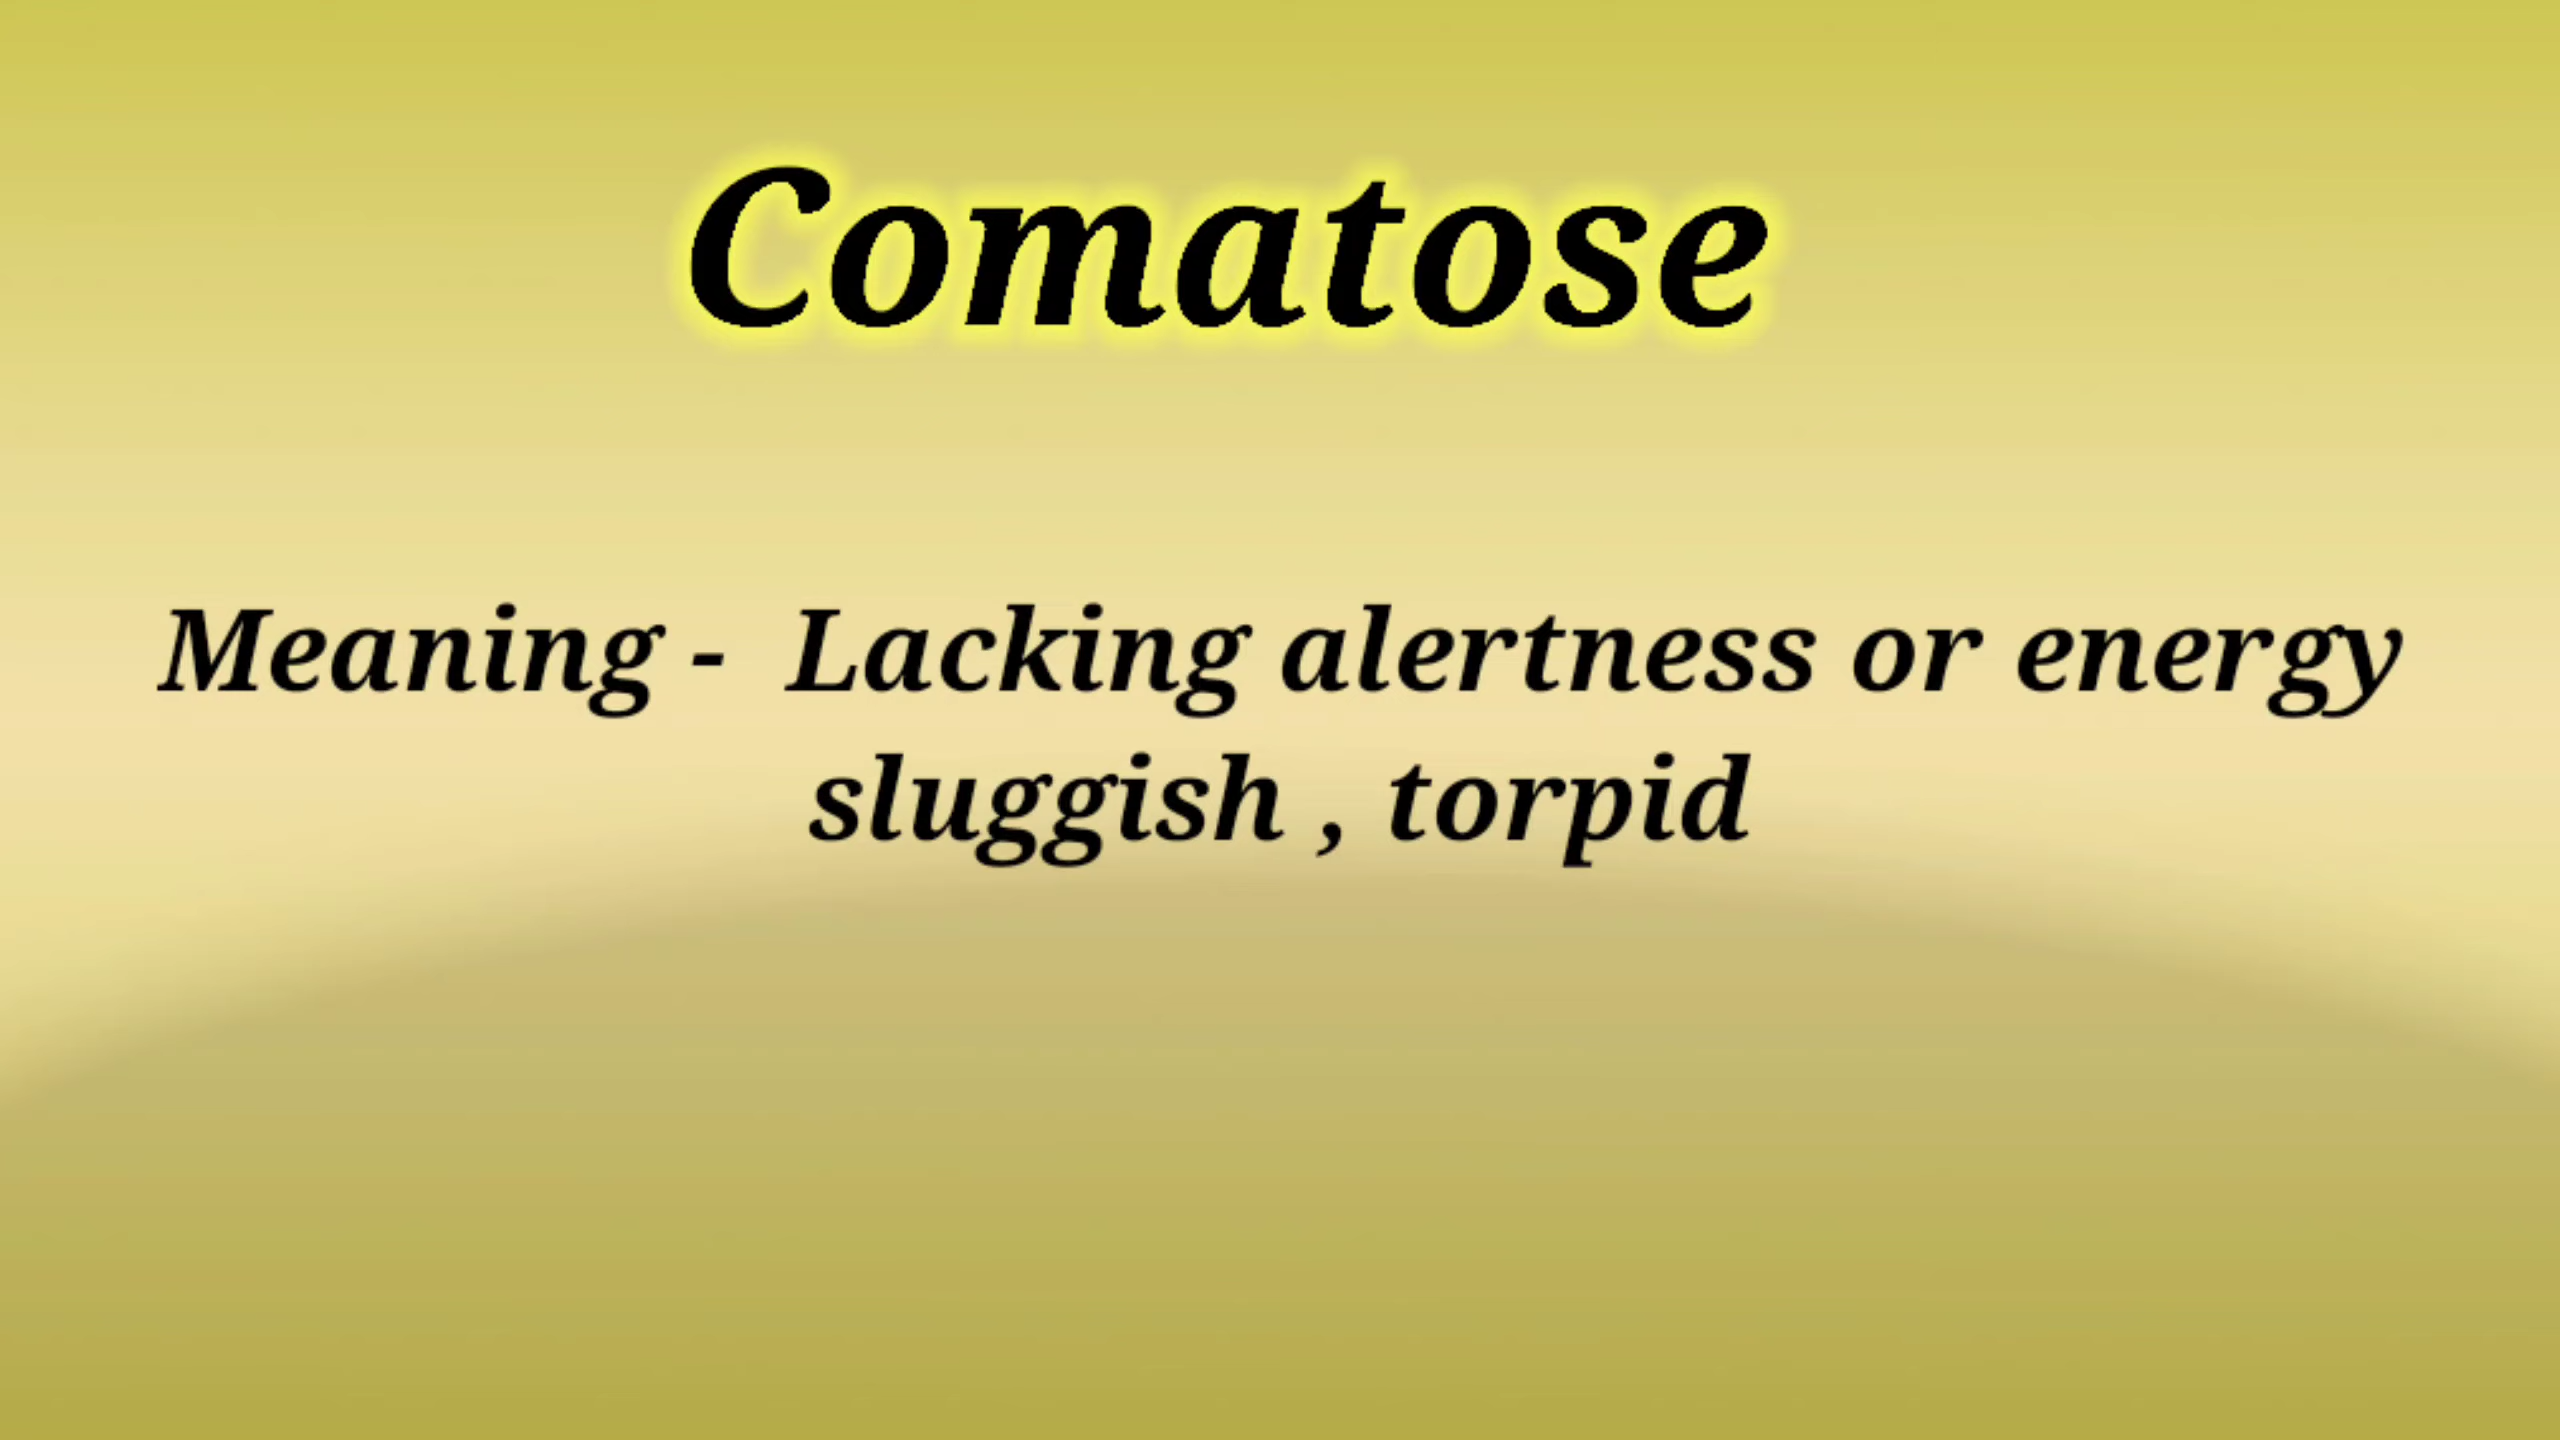 Comatose
Meaning - Lacking alertness or energy
sluggish , torpid